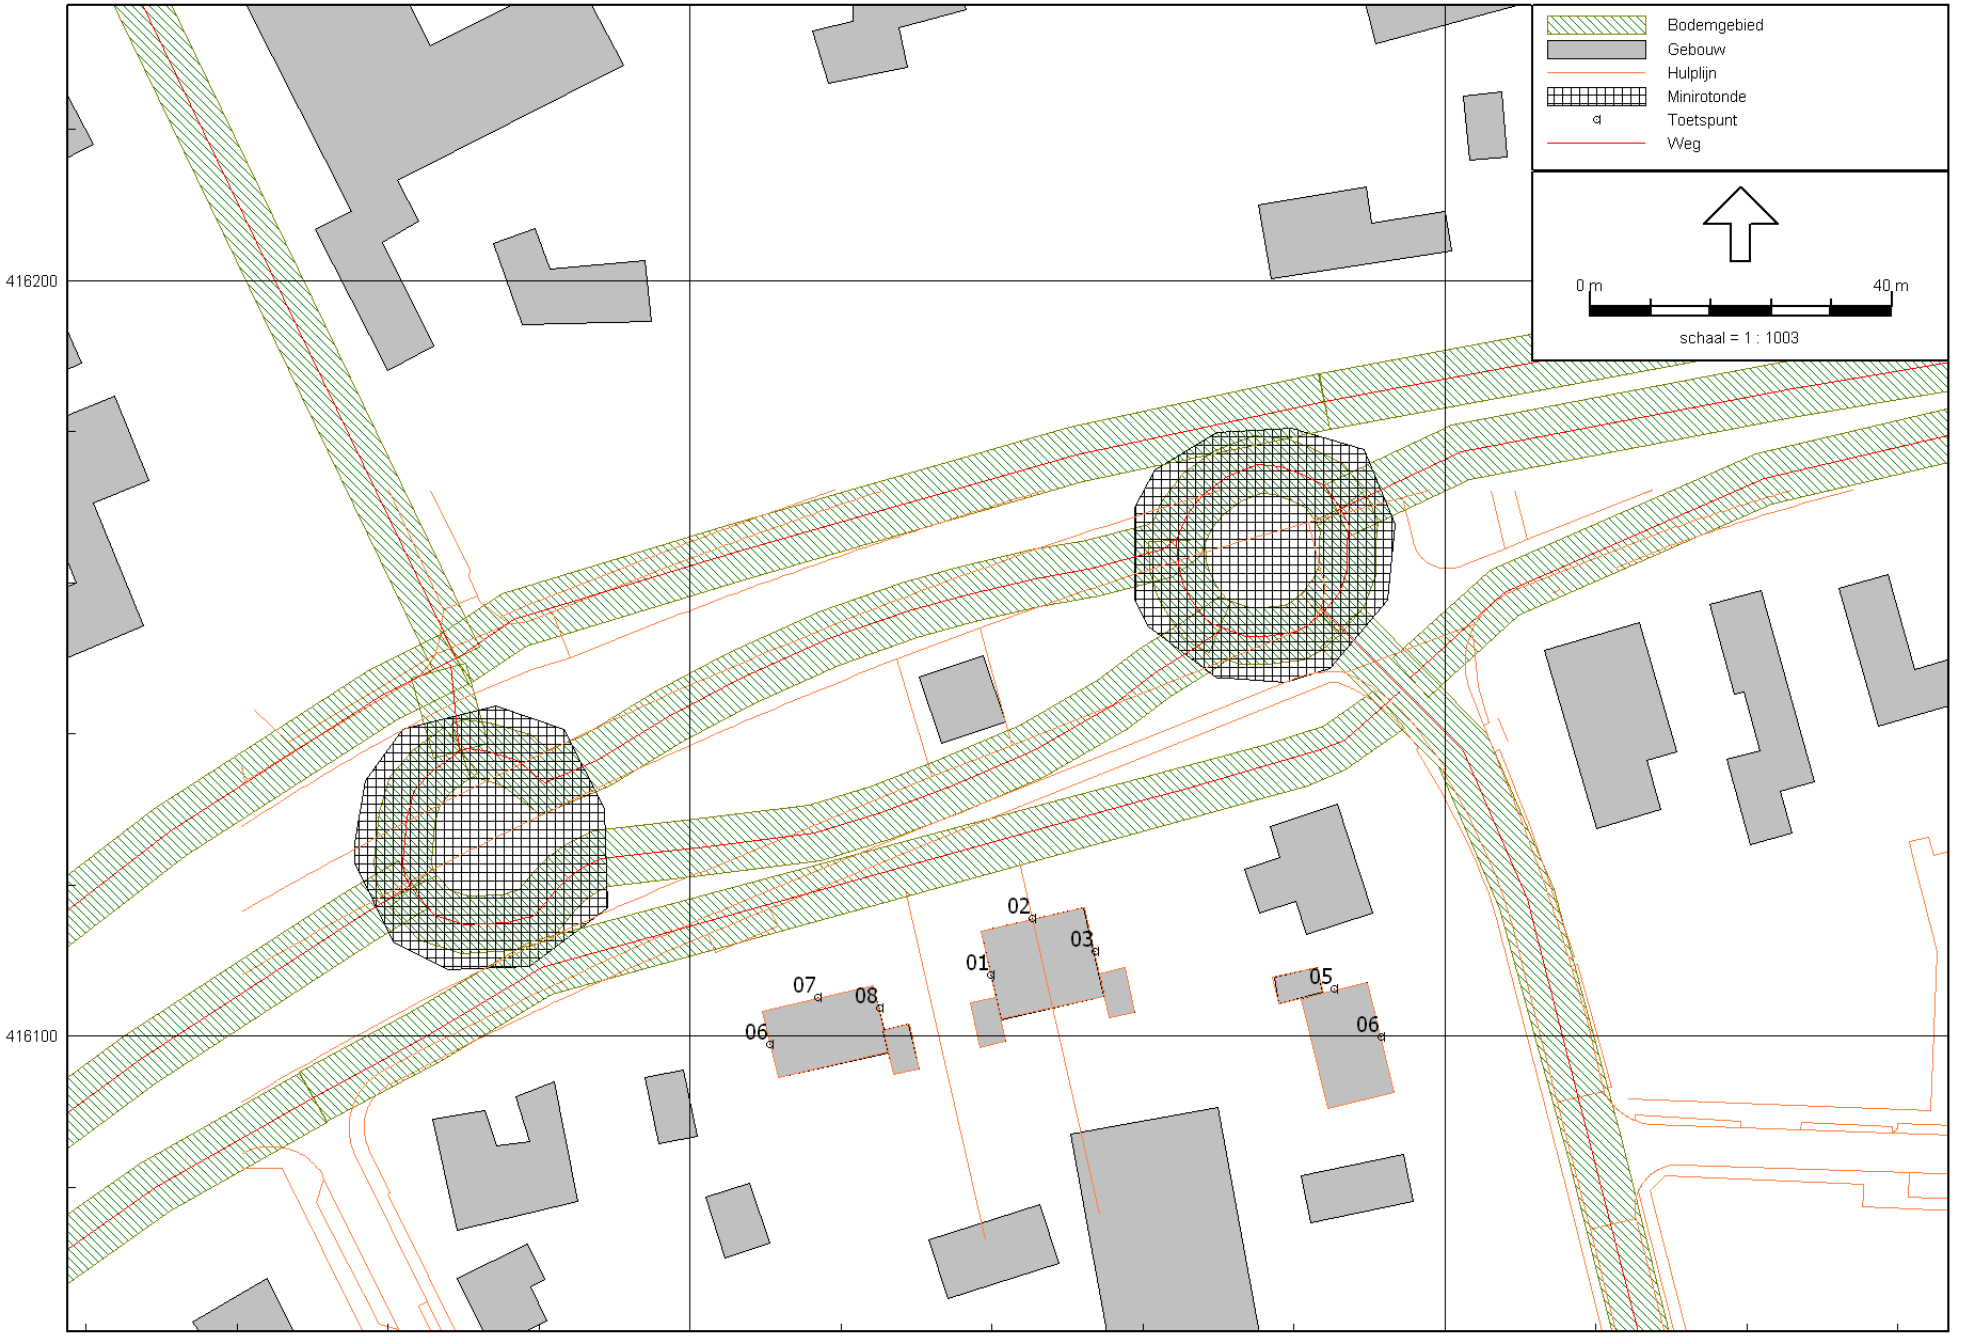 Bodemgebied
Gebouw
Hulplijn
Minirotonde
Toetspunt
Weg
416200
0 m 40 m
schaal = 1 : 1003
02
03
01
07
08
05
06
06
416100